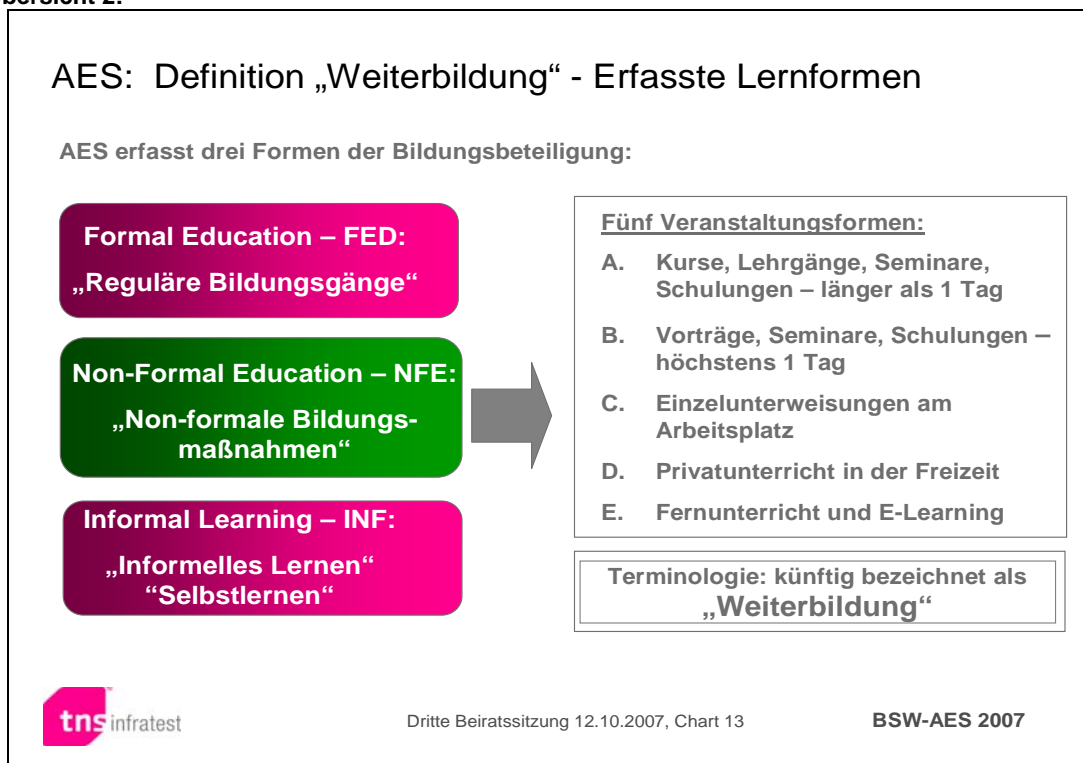 bersicht 2:
AES: Definition „Weiterbildung“ - Erfasste Lernformen
AES erfasst drei Formen der Bildungsbeteiligung:
Formal Education – FED:
„Reguläre Bildungsgänge“
Non-Formal Education – NFE:
„Non-formale Bildungs-
maßnahmen“
Informal Learning – INF:
„Informelles Lernen“
“Selbstlernen“
Fünf Veranstaltungsformen:
A. Kurse, Lehrgänge, Seminare,
Schulungen – länger als 1 Tag
B. Vorträge, Seminare, Schulungen –
höchstens 1 Tag
C. Einzelunterweisungen am
Arbeitsplatz
D. Privatunterricht in der Freizeit
E. Fernunterricht und E-Learning
Terminologie: künftig bezeichnet als
„Weiterbildung“
tns infratest
Dritte Beiratssitzung 12.10.2007, Chart 13
BSW-AES 2007